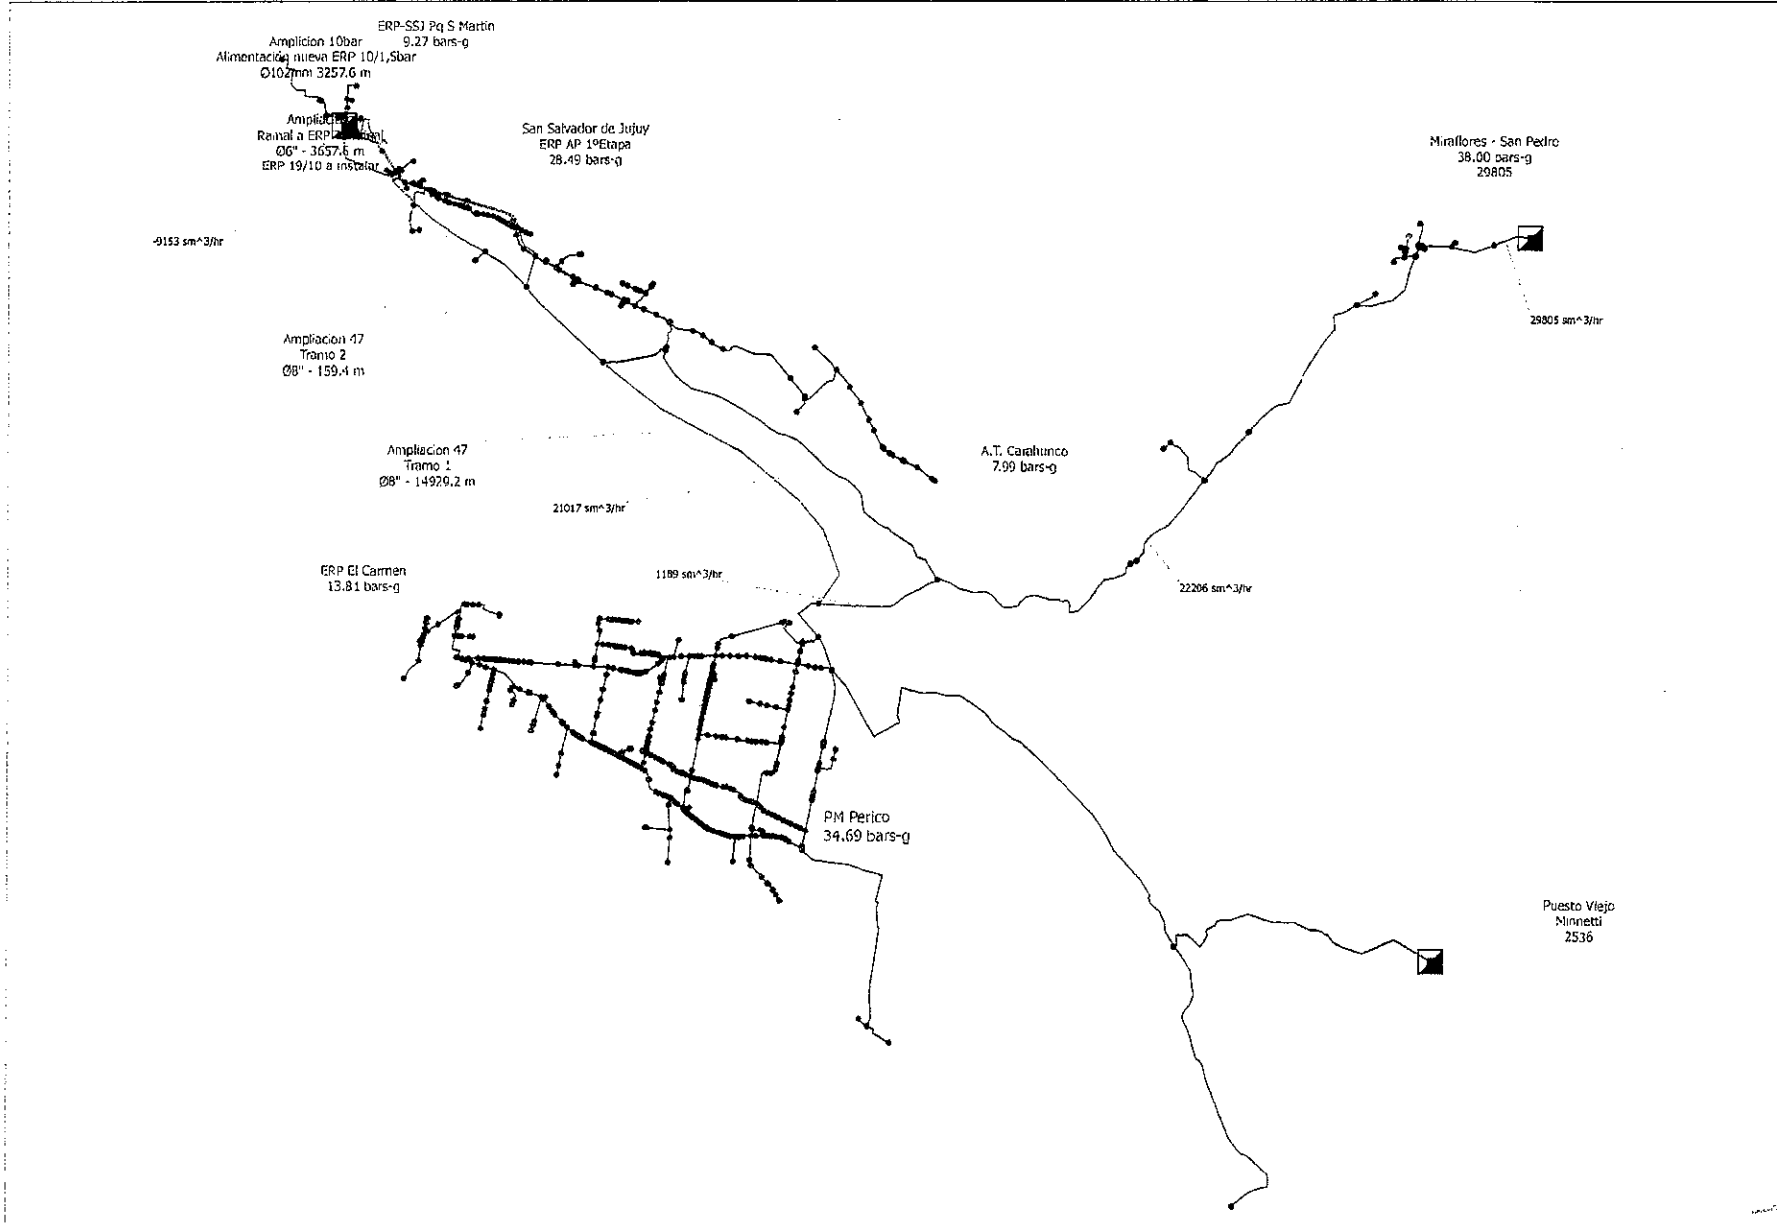 ERP-SSJ Pq S Martin
9.27 bars-g
Amplicion 10bar
Alimentación nueva ERP 10/1,5bar
Ø102mm 3257.6 m
Ramal a ERP
Ø6" - 3657.6 m
ERP 19/10 a instalar
San Salvador de Jujuy
ERP AP 1ºEtapa
28.49 bars-g
Miraflores - San Pedro
38.00 bars-g
29805
-9153 sm^3/hr
29805 sm^3/hr
Ampliacion 47
Tramo 2
Ø8" - 159.4 m
Ampliacion 47
Tramo 1
Ø8" - 14929.2 m
A.T. Carahunco
7.99 bars-g
21017 sm^3/hr
ERP El Carmen
13.81 bars-g
1189 sm^3/hr
22206 sm^3/hr
PM Perico
34.69 bars-g
Puesto Viejo
Minnetti
2536